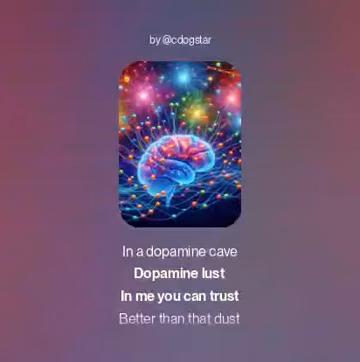 by @cdogstar
In a dopamine cave
Dopamine lust
In me you can trust
Better than that dust